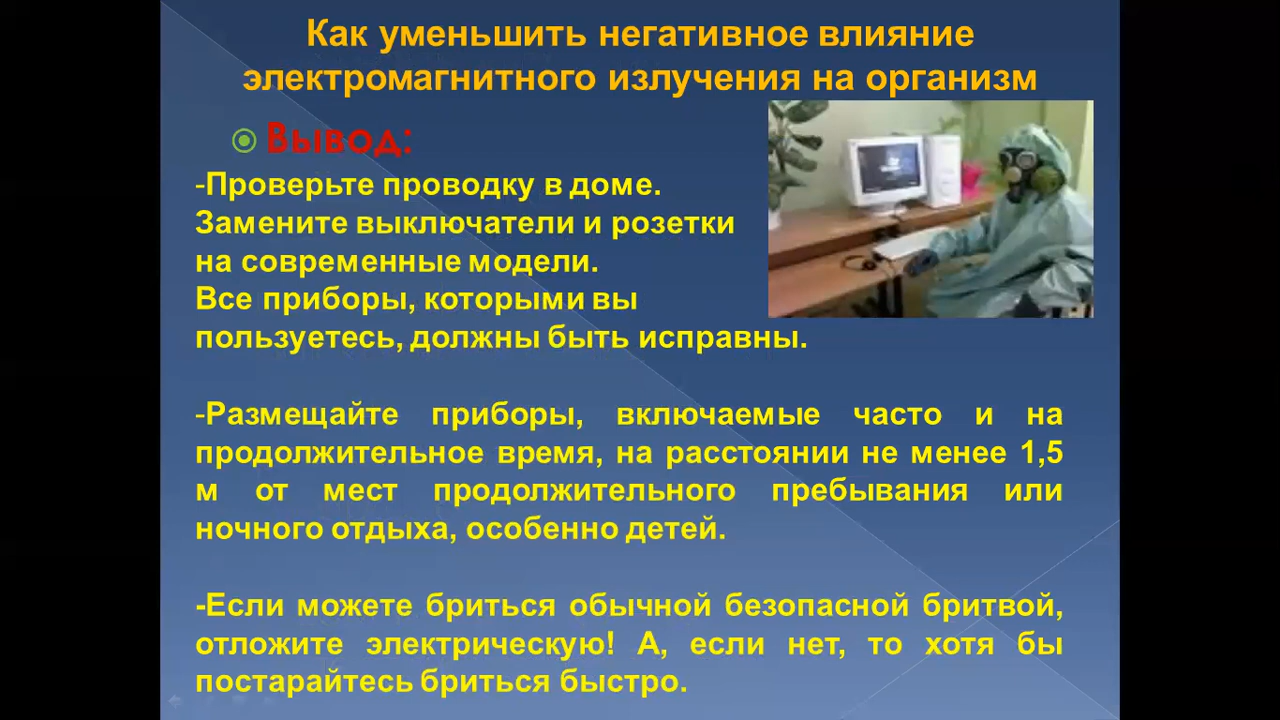 Как уменьшить негативное влияние
электромагнитного излучения на организм
Вывод:
-Проверьте проводку в доме.
Замените выключатели и розетки
на современные модели.
Все приборы, которыми вы
пользуетесь, должны быть исправны.
-Размещайте приборы, включаемые часто и на
продолжительное время, на расстоянии не менее 1,5
м от мест продолжительного пребывания или
ночного отдыха, особенно детей.
-Если можете бриться обычной безопасной бритвой,
отложите электрическую! А, если нет, то хотя бы
постарайтесь бриться быстро.